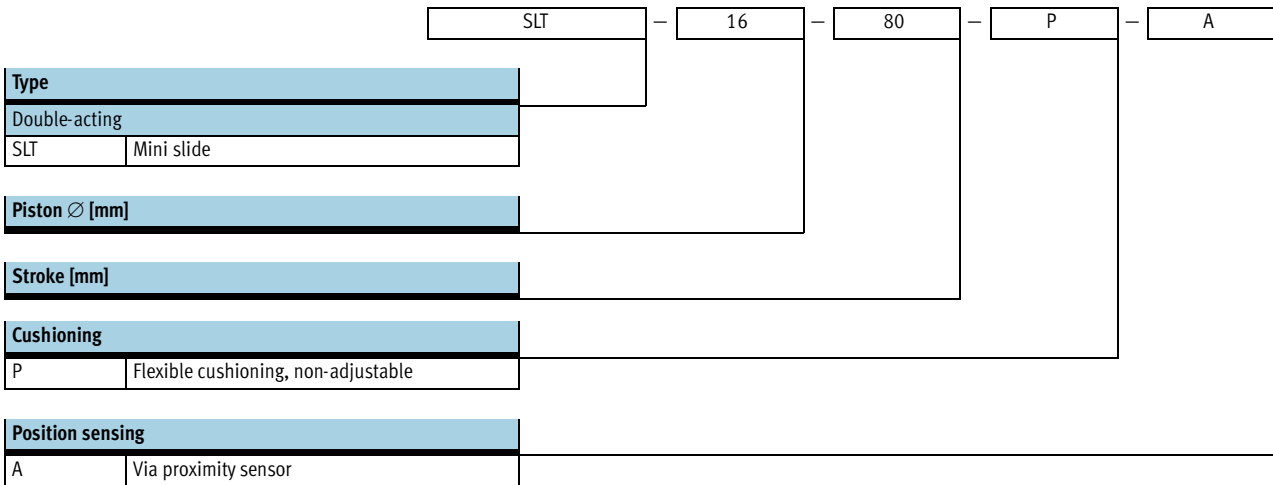 SLT – 16 – 80 – P – A
Type
Double-acting
SLT Mini slide
Piston ∅ [mm]
Stroke [mm]
Cushioning
P Flexible cushioning, non-adjustable
Position sensing
A Via proximity sensor